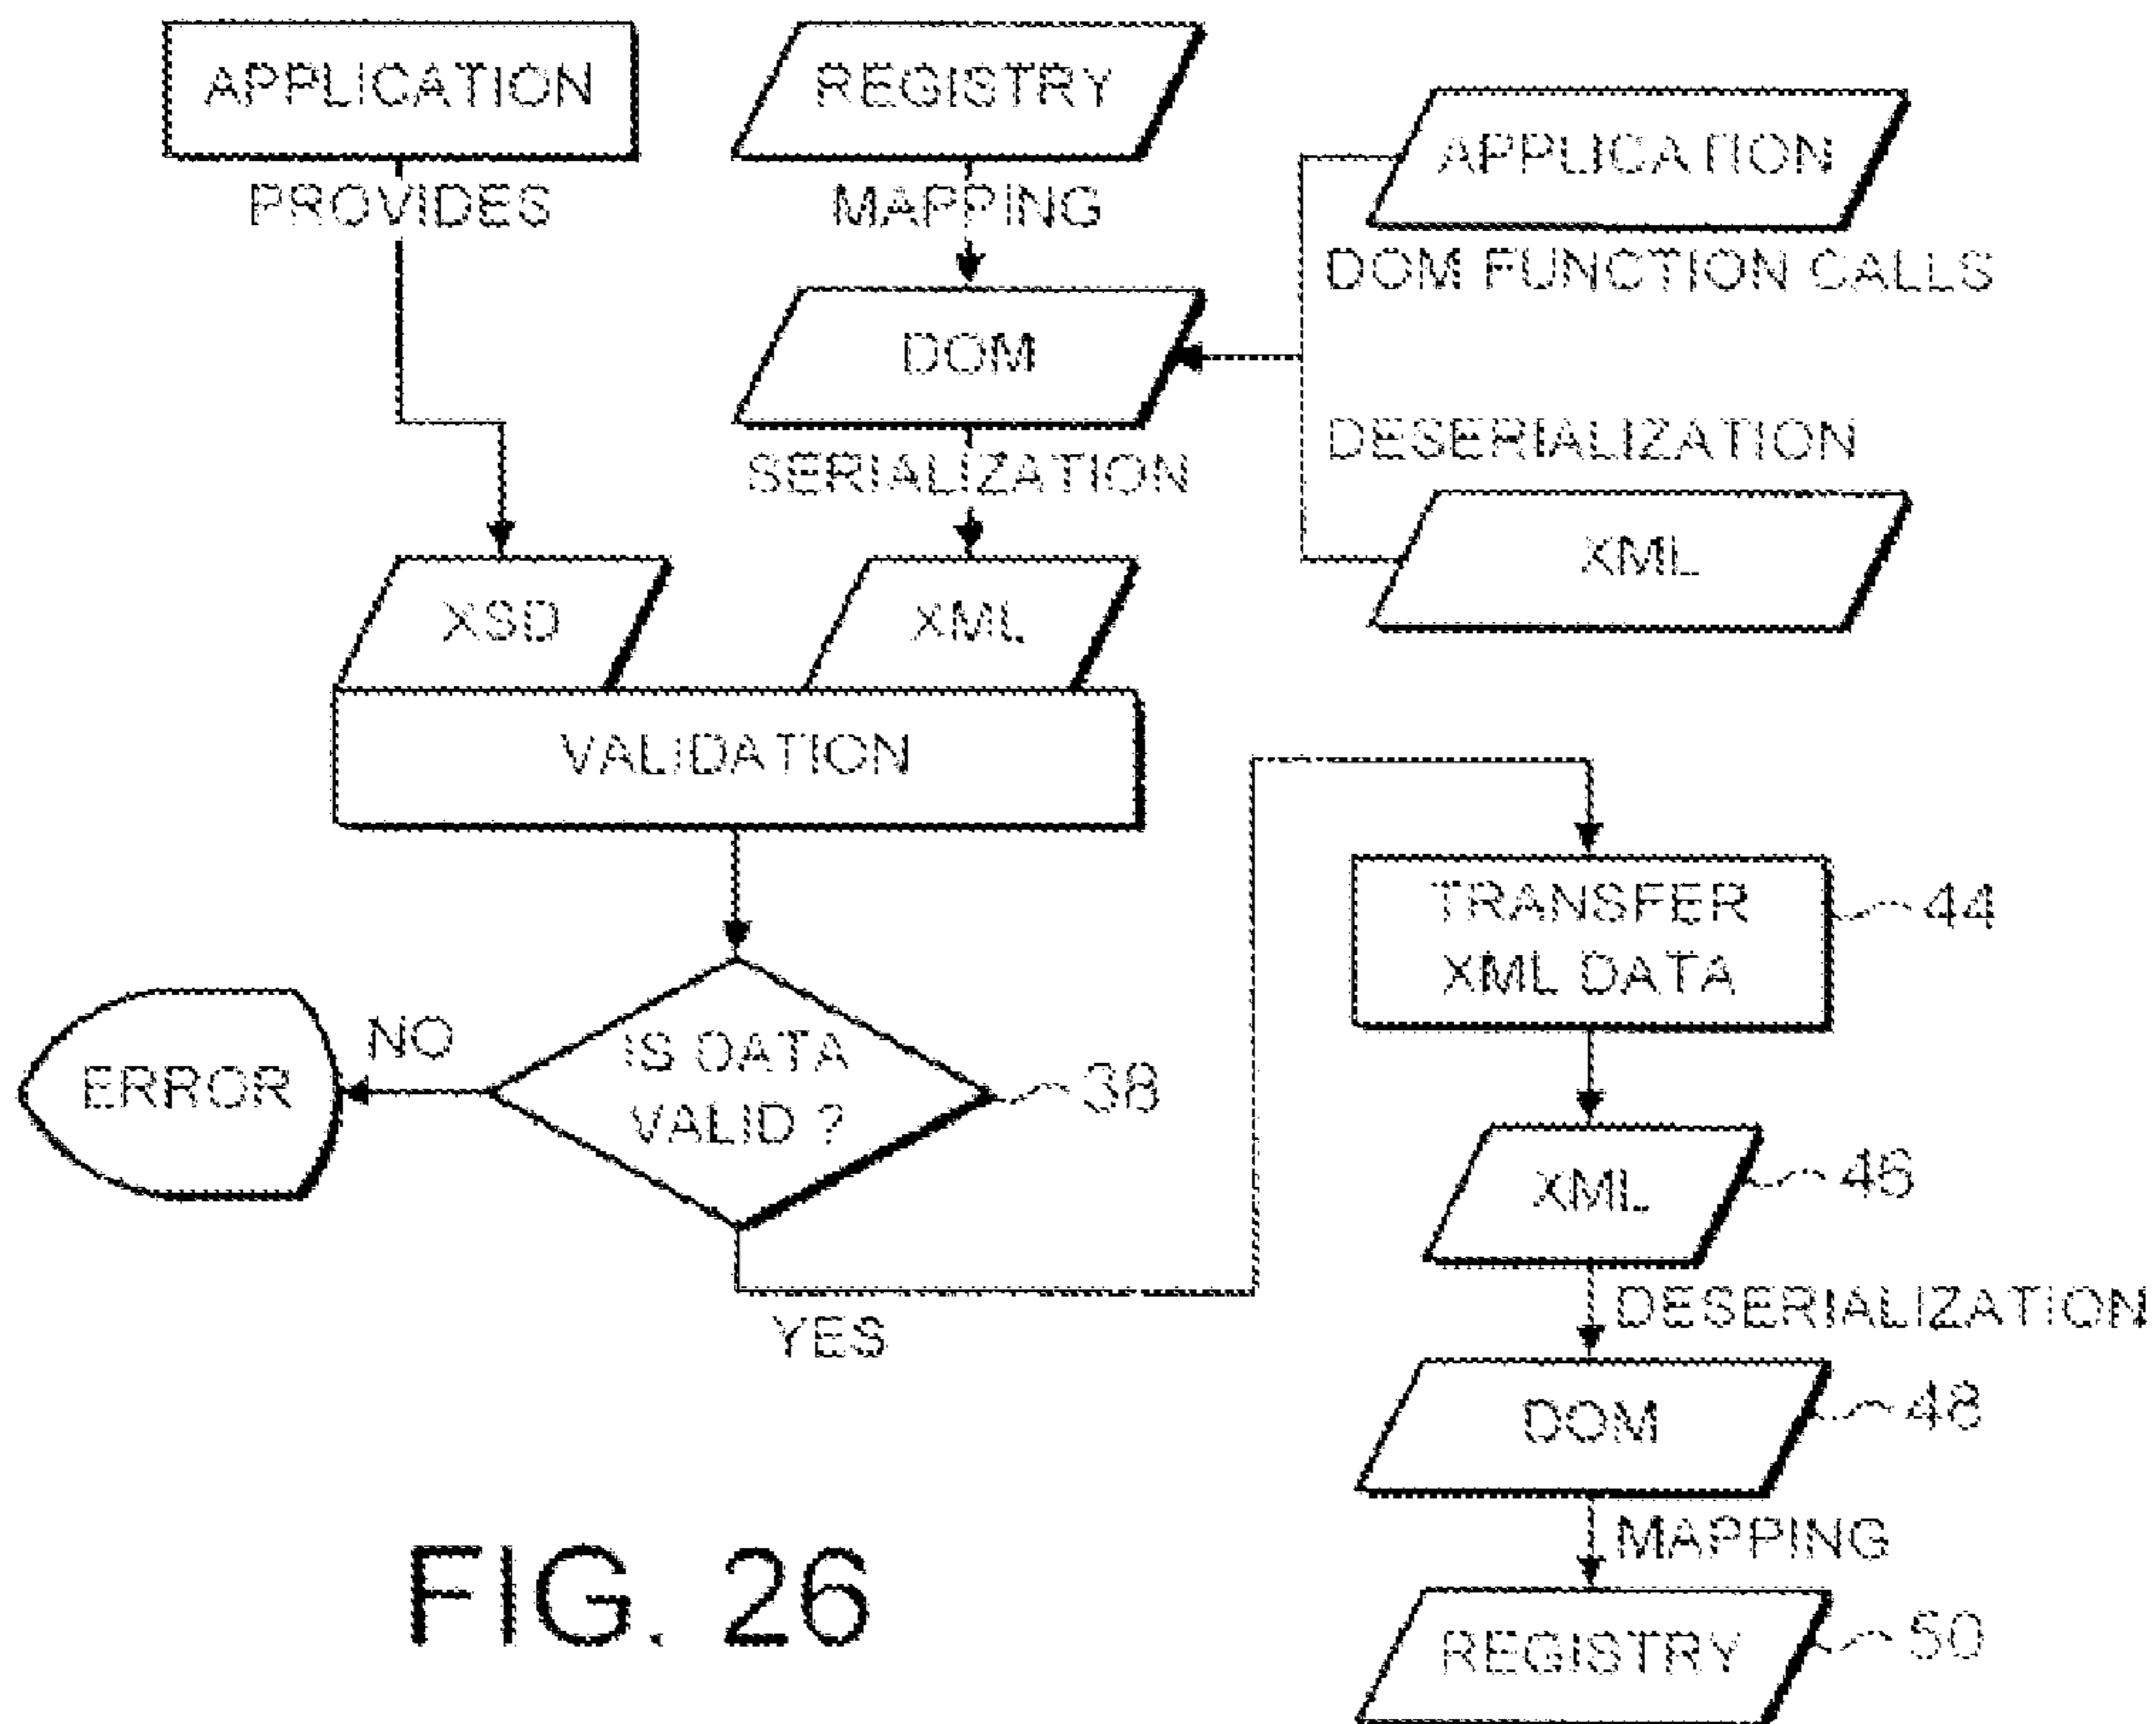 APPLICATION
REGISTRY
APPLICATION
PROVIDES
MAPPING
DOM FUNCTION CALLS
DOM
DESERIALIZATION
SERIALIZATION
XML
XSD
XML
VALIDATION
TRANSFER
XML DATA
44
IS DATA
VALID ?
38
NO
ERROR
YES
XML
46
DESERIALIZATION
DOM
48
MAPPING
REGISTRY
50
FIG. 26